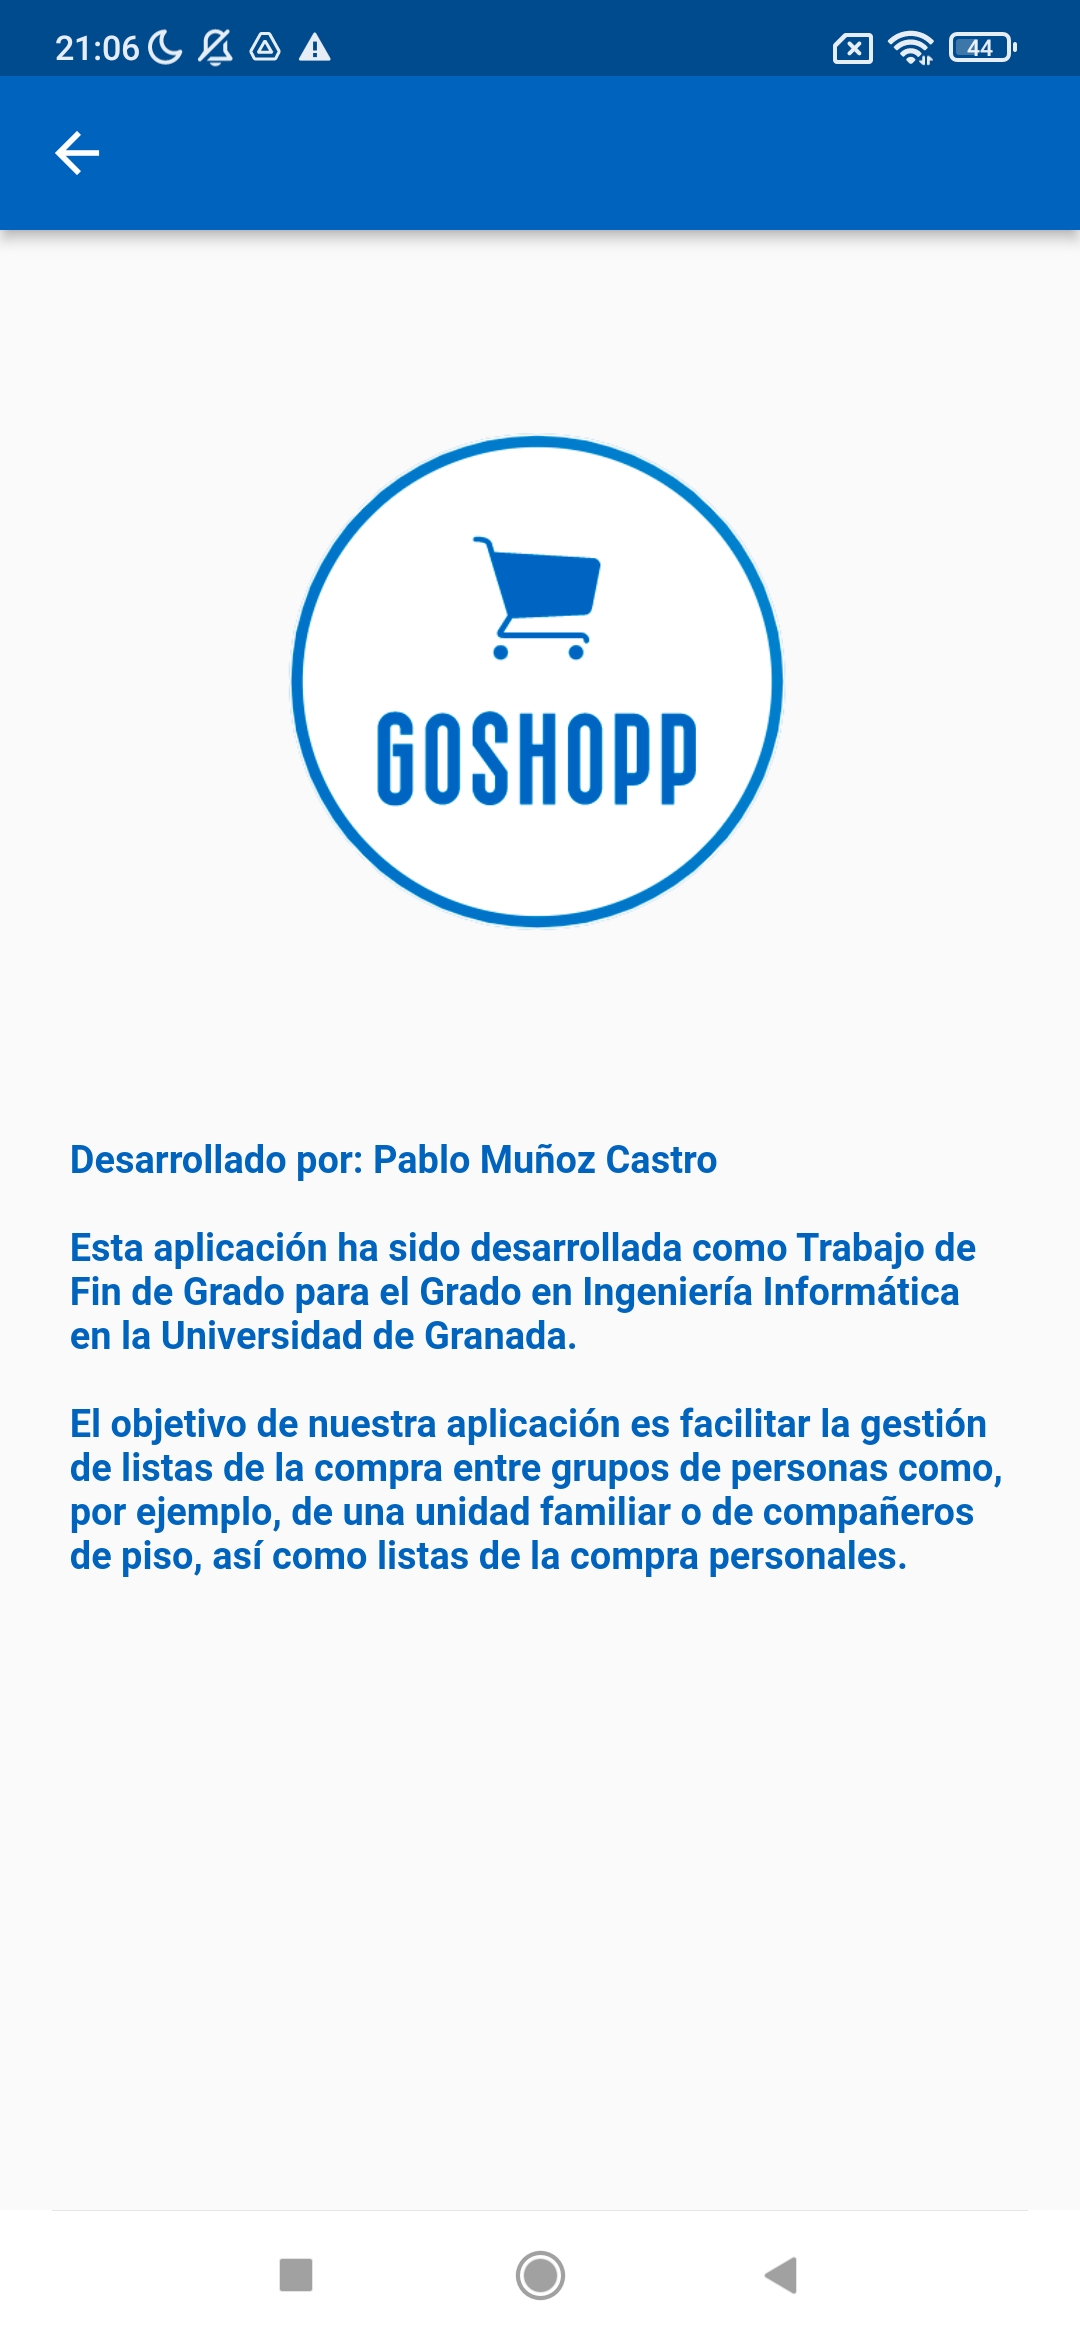 21:06
44
GOSHOPP
Desarrollado por: Pablo Muñoz Castro
Esta aplicación ha sido desarrollada como Trabajo de
Fin de Grado para el Grado en Ingeniería Informática
en la Universidad de Granada.
El objetivo de nuestra aplicación es facilitar la gestión
de listas de la compra entre grupos de personas como,
por ejemplo, de una unidad familiar o de compañeros
de piso, así como listas de la compra personales.